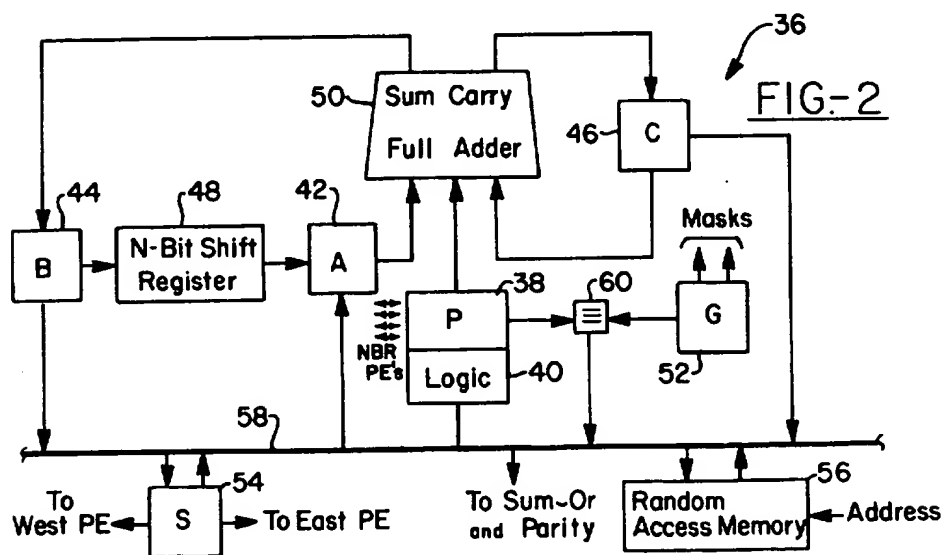 36
FIG.-2
50
Sum Carry
Full Adder
46
C
44
B
48
N-Bit Shift
Register
42
A
Masks
38
P
60
≡
G
52
NBR
PE's
Logic
40
58
54
S
To
West PE
To East PE
To Sum-Or
and Parity
56
Random
Access Memory
Address